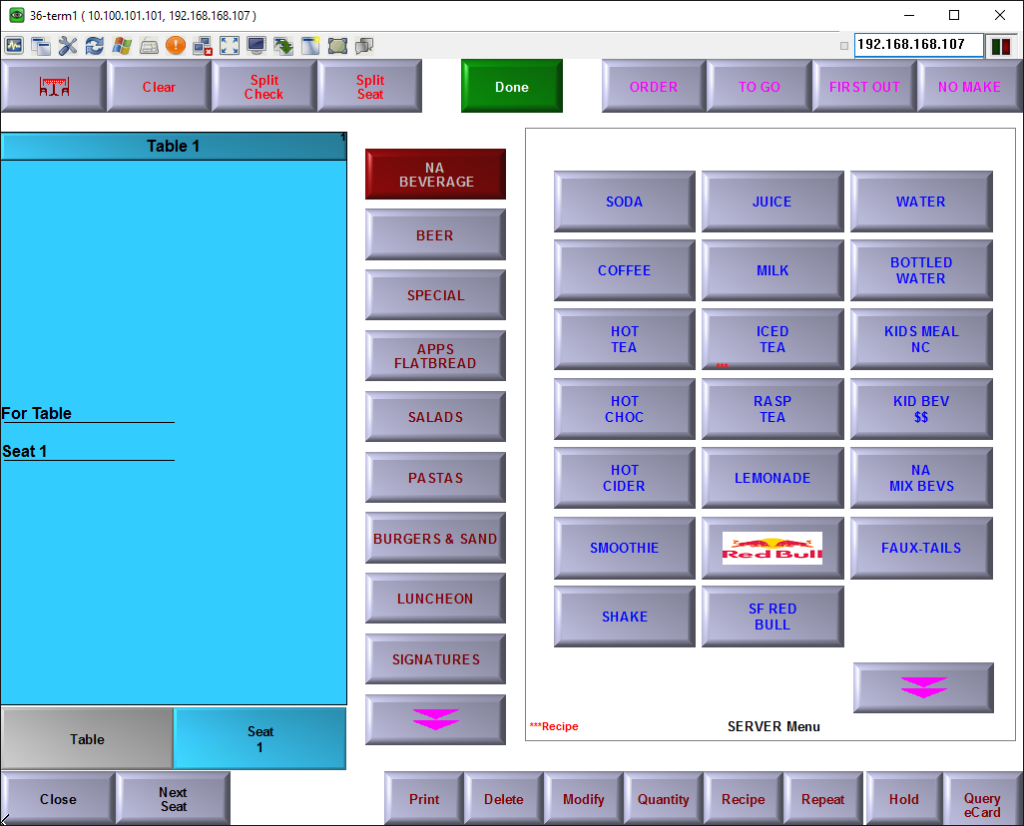 36-term1 ( 10.100.101.101, 192.168.168.107 )
192.168.168.107
Clear
Split
Check
Split
Seat
Done
ORDER
TO GO
FIRST OUT
NO MAKE
Table 1
1
For Table
Seat 1
Table
Seat
1
NA
BEVERAGE
BEER
SPECIAL
APPS
FLATBREAD
SALADS
PASTAS
BURGERS & SAND
LUNCHEON
SIGNATURES
SODA
JUICE
WATER
COFFEE
MILK
BOTTLED
WATER
HOT
TEA
ICED
TEA
***
KIDS MEAL
NC
HOT
CHOC
RASP
TEA
KID BEV
$$
HOT
CIDER
LEMONADE
NA
MIX BEVS
SMOOTHIE
Red Bull
FAUX-TAILS
SHAKE
SF RED
BULL
***Recipe
SERVER Menu
Close
Next
Seat
Print
Delete
Modify
Quantity
Recipe
Repeat
Hold
Query
eCard